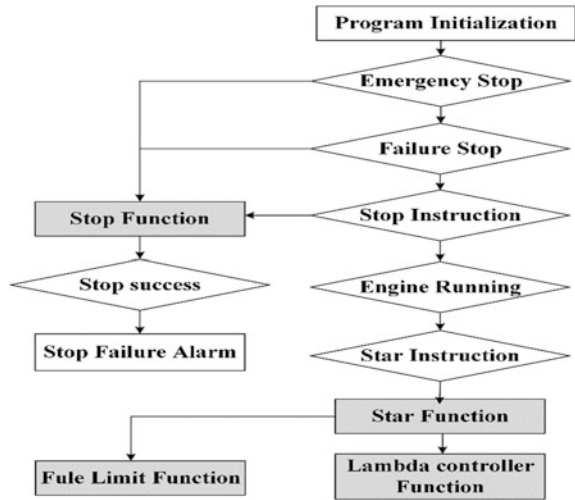 Program Initialization
Emergency Stop
Failure Stop
Stop Function
Stop Instruction
Stop success
Engine Running
Stop Failure Alarm
Star Instruction
Star Function
Fule Limit Function
Lambda controller
Function